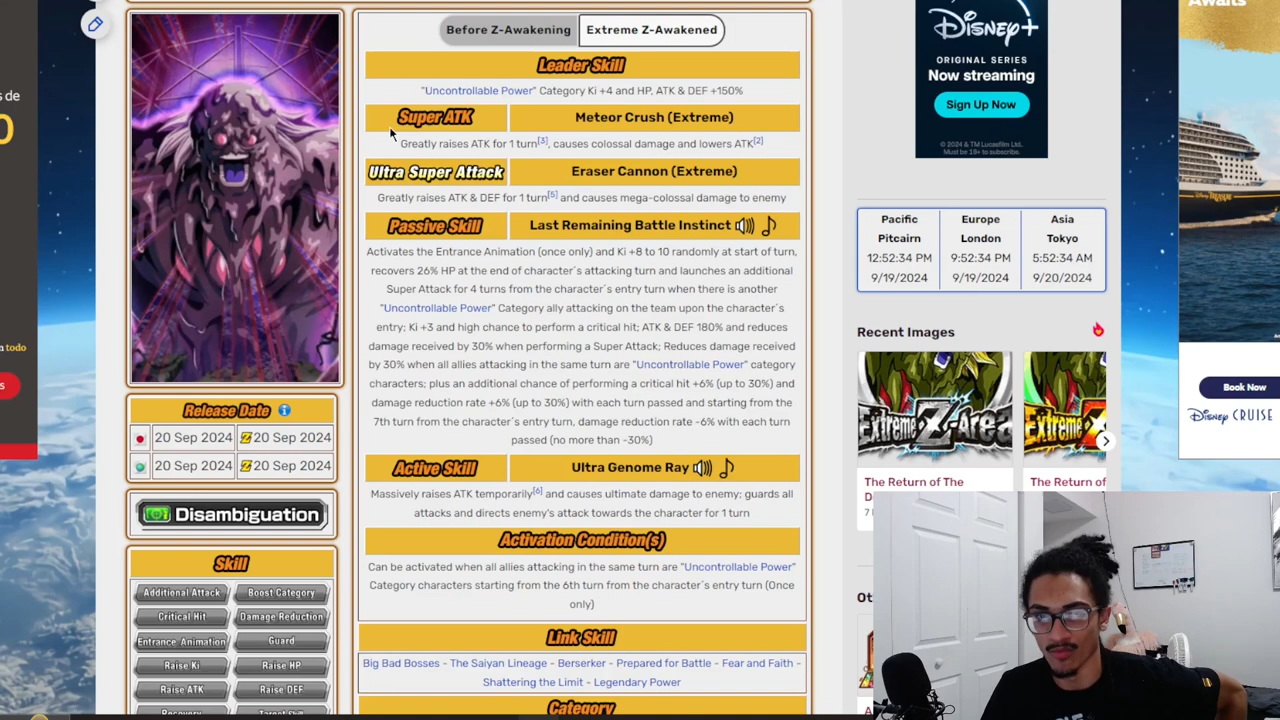 s de
0
n todo
s
Before Z-Awakening
Extreme Z-Awakened
Leader Skill
"Uncontrollable Power" Category Ki +4 and HP, ATK & DEF +150%
Super ATK
Meteor Crush (Extreme)
Greatly raises ATK for 1 turn[3], causes colossal damage and lowers ATK[2]
Ultra Super Attack
Eraser Cannon (Extreme)
Greatly raises ATK & DEF for 1 turn[5] and causes mega-colossal damage to enemy
Passive Skill
Last Remaining Battle Instinct
Activates the Entrance Animation (once only) and Ki +8 to 10 randomly at start of turn,
recovers 26% HP at the end of character´s attacking turn and launches an additional
Super Attack for 4 turns from the character´s entry turn when there is another
"Uncontrollable Power" Category ally attacking on the team upon the character´s
entry; Ki +3 and high chance to perform a critical hit; ATK & DEF 180% and reduces
damage received by 30% when performing a Super Attack; Reduces damage received
by 30% when all allies attacking in the same turn are "Uncontrollable Power" category
characters; plus an additional chance of performing a critical hit +6% (up to 30%) and
damage reduction rate +6% (up to 30%) with each turn passed and starting from the
7th turn from the character´s entry turn, damage reduction rate -6% with each turn
passed (no more than -30%)
Active Skill
Ultra Genome Ray
Massively raises ATK temporarily[6] and causes ultimate damage to enemy; guards all
attacks and directs enemy's attack towards the character for 1 turn
Activation Condition(s)
Can be activated when all allies attacking in the same turn are "Uncontrollable Power"
Category characters starting from the 6th turn from the character´s entry turn (Once
only)
Link Skill
Big Bad Bosses - The Saiyan Lineage - Berserker - Prepared for Battle - Fear and Faith -
Shattering the Limit - Legendary Power
Category
Release Date
20 Sep 2024
20 Sep 2024
20 Sep 2024
20 Sep 2024
Disambiguation
Skill
Additional Attack
Boost Category
Critical Hit
Damage Reduction
Entrance Animation
Guard
Raise Ki
Raise HP
Raise ATK
Raise DEF
Recovery
Target Skill
Disney+
ORIGINAL SERIES
Now streaming
Sign Up Now
© 2024 & TM Lucasfilm Ltd.
Must be 18+ to subscribe.
Pacific
Pitcairn
12:52:34 PM
9/19/2024
Europe
London
9:52:34 PM
9/19/2024
Asia
Tokyo
5:52:34 AM
9/20/2024
Recent Images
Extreme Z-Area
Extreme Z
The Return of The
The Return of
Awaits
Book Now
Disney CRUISE